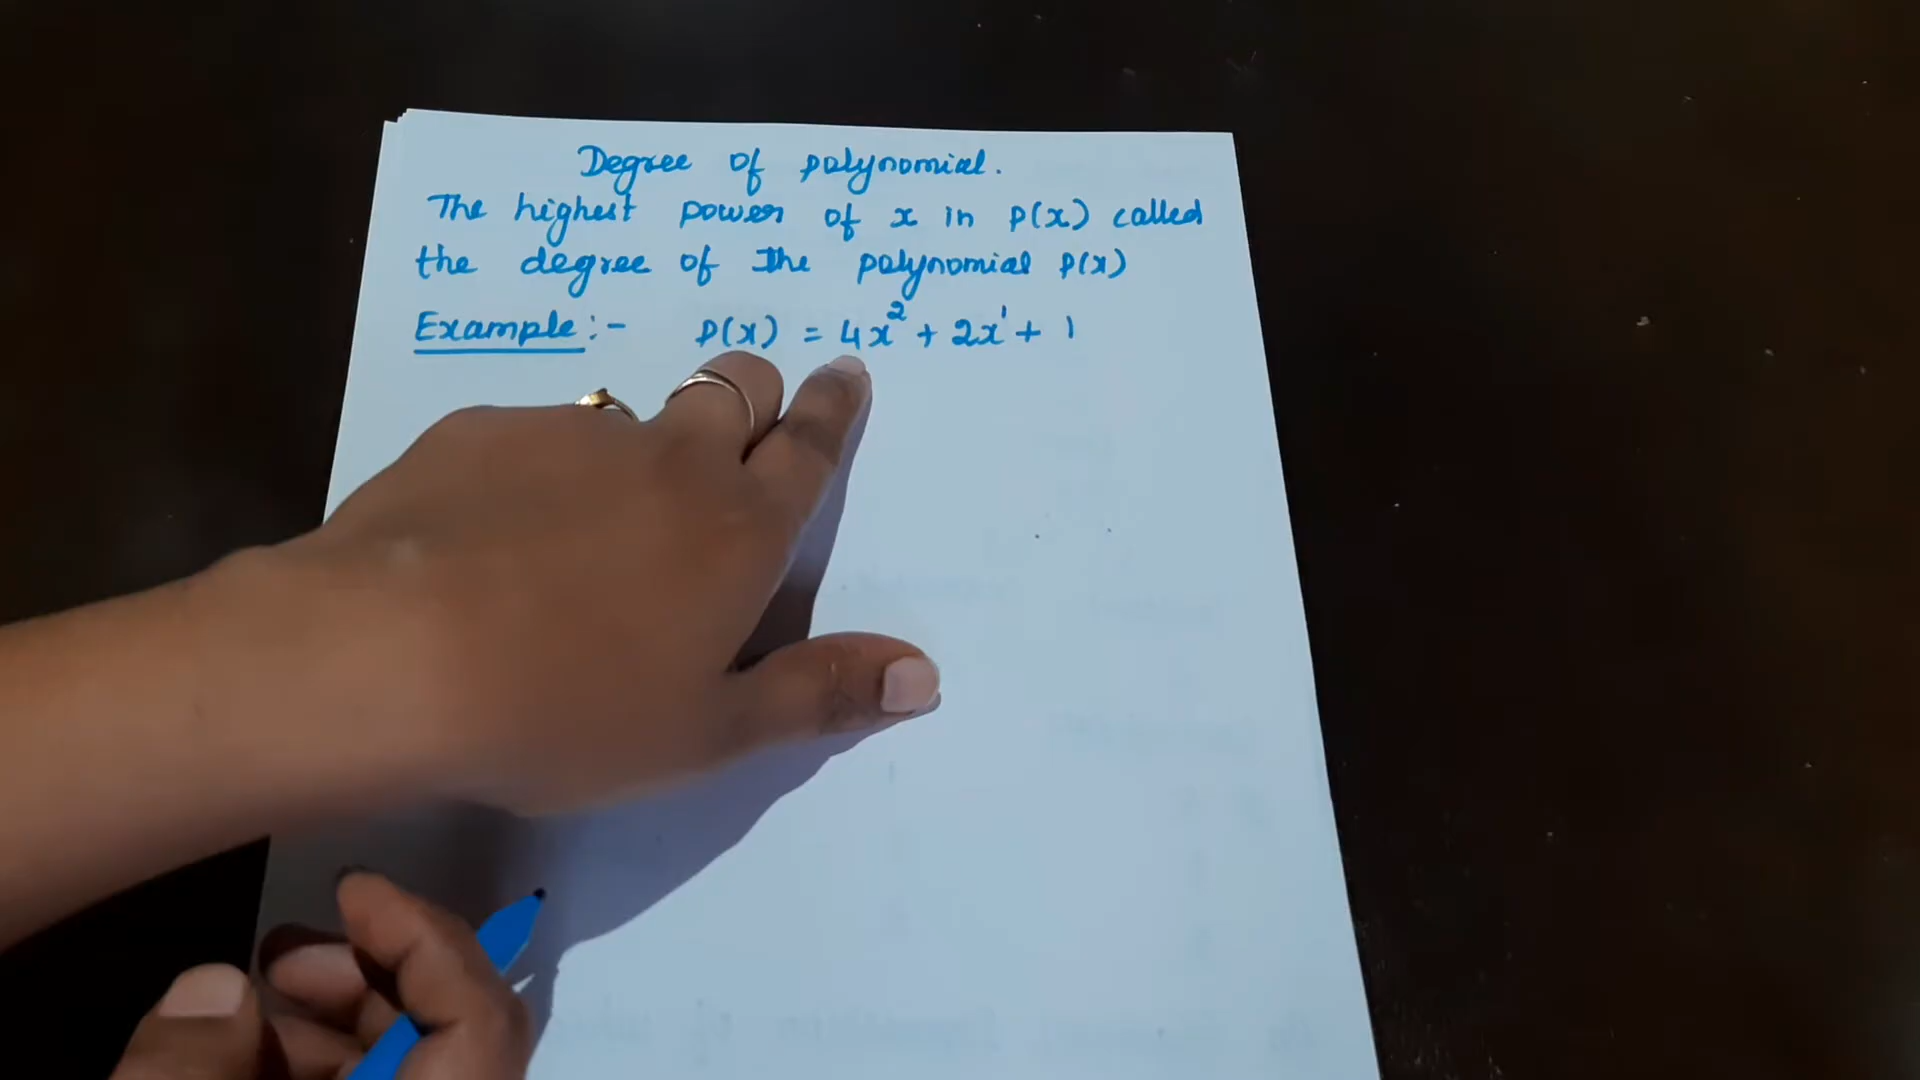 Degree of polynomial.
The highest power of x in P(x) called
the degree of the polynomial P(x)
Example:- P(x) = 4x² + 2x¹ + 1